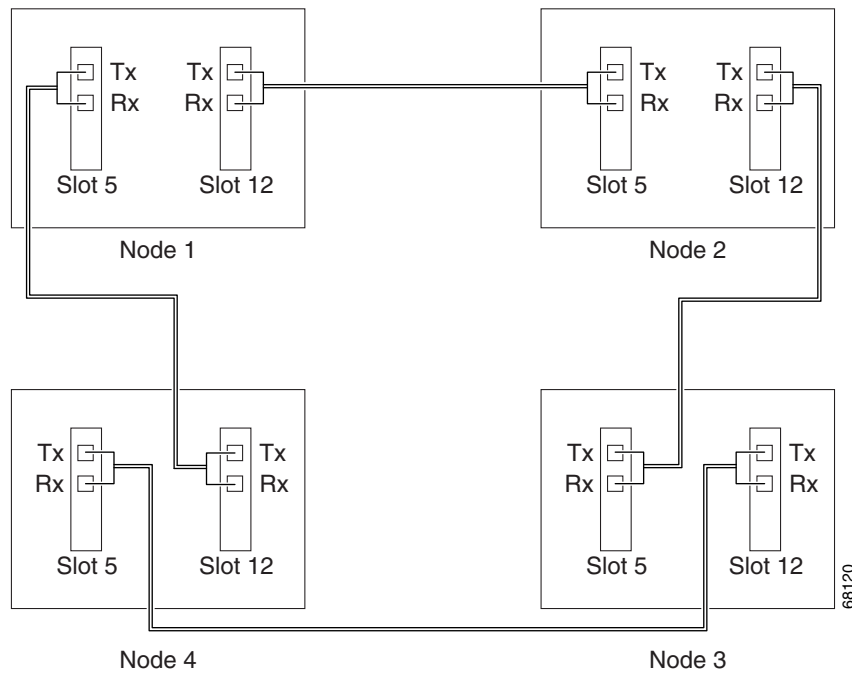 Tx Tx Tx Tx
Rx Rx Rx Rx
Slot 5 Slot 12 Slot 5 Slot 12
Node 1 Node 2
Tx Tx Tx Tx
Rx Rx Rx Rx
Slot 5 Slot 12 Slot 5 Slot 12
68120
Node 4 Node 3